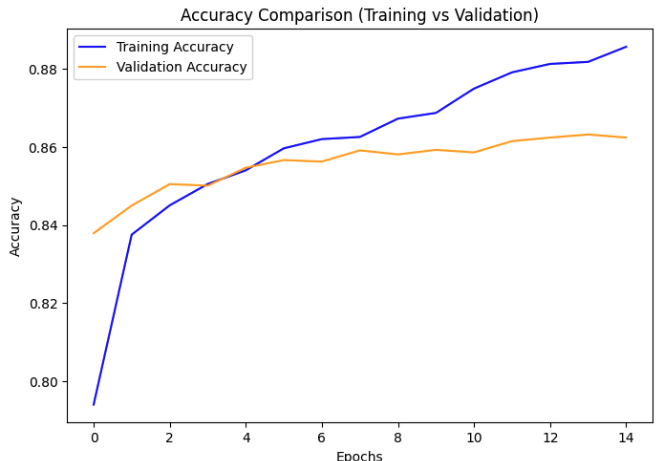 Accuracy Comparison (Training vs Validation)
Training Accuracy
Validation Accuracy
0.88
0.86
0.84
0.82
0.80
Accuracy
0 2 4 6 8 10 12 14
Epochs